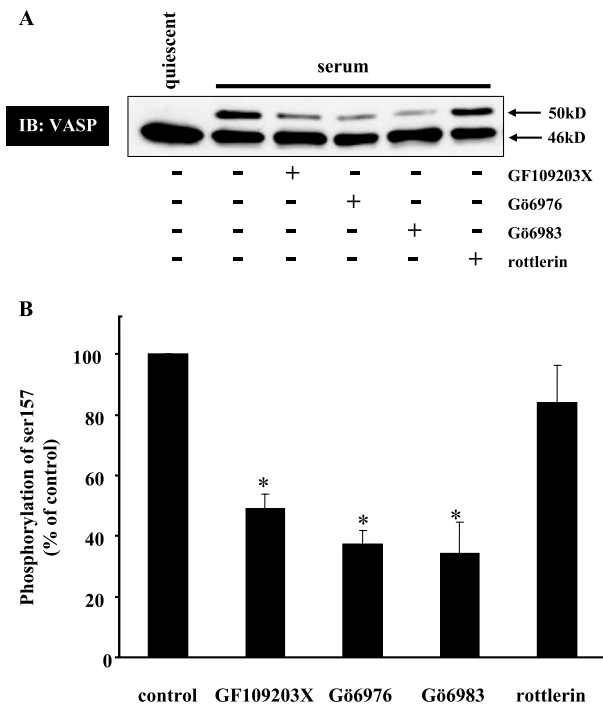 A
quiescent
serum
IB: VASP
50kD
46kD
- - + - - - GF109203X
- - - + - - Gö6976
- - - - + - Gö6983
- - - - - + rottlerin
B
Phosphorylation of ser157
(% of control)
100
80
60
40
20
0
* * *
control GF109203X Gö6976 Gö6983 rottlerin